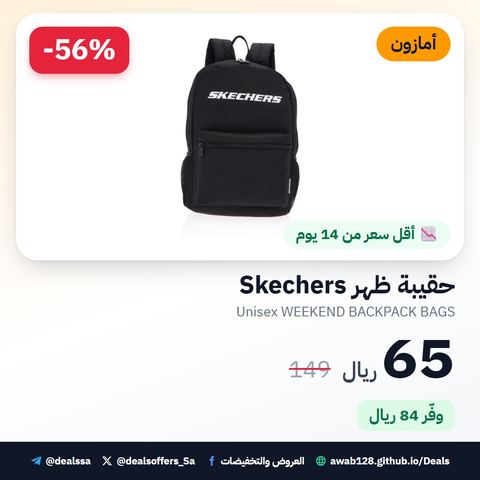 -56%
أمازون
SKECHERS
أقل سعر من 14 يوم
حقيبة ظهر Skechers
Unisex WEEKEND BACKPACK BAGS
65 ريال 149
وفّر 84 ريال
@dealssa @dealsoffers_Sa العروض والتخفيضات awab128.github.io/Deals